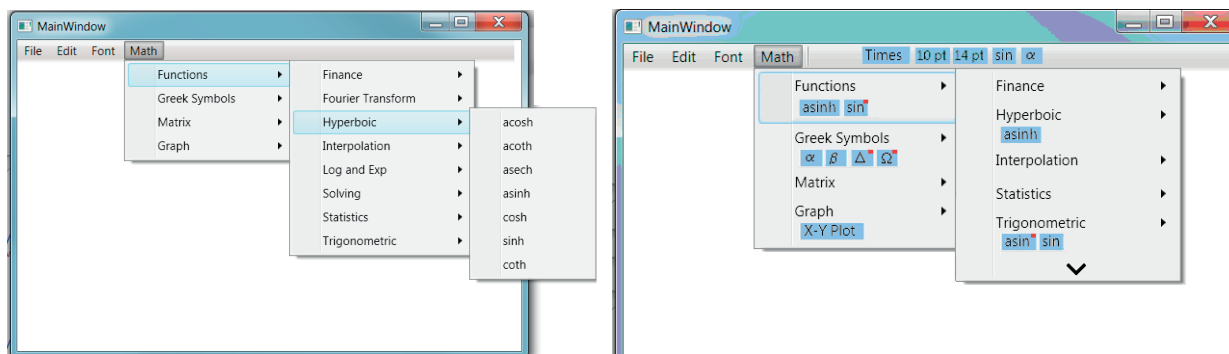 MainWindow
File Edit Font Math
Functions
Greek Symbols
Matrix
Graph
Finance
Fourier Transform
Hyperboic
Interpolation
Log and Exp
Solving
Statistics
Trigonometric
acosh
acoth
asech
asinh
cosh
sinh
coth
MainWindow
File Edit Font Math Times 10 pt 14 pt sin α
Functions
asinh sin
Greek Symbols
α β Δ Ω
Matrix
Graph
X-Y Plot
Finance
Hyperboic
asinh
Interpolation
Statistics
Trigonometric
asin sin